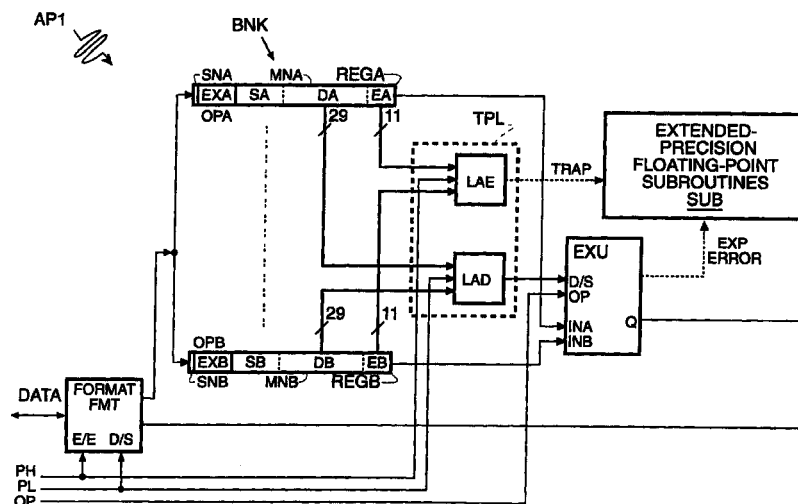 AP1
BNK
SNA MNA REGA
EXA SA DA EA
OPA
29 11
TPL
LAE
TRAP
EXTENDED-
PRECISION
FLOATING-POINT
SUBROUTINES
SUB
EXP
ERROR
LAD
EXU
D/S
OP
Q
INA
INB
29 11
OPB
EXB SB DB EB
SNB MNB REGB
DATA
FORMAT
FMT
E/E D/S
PH
PL
OP